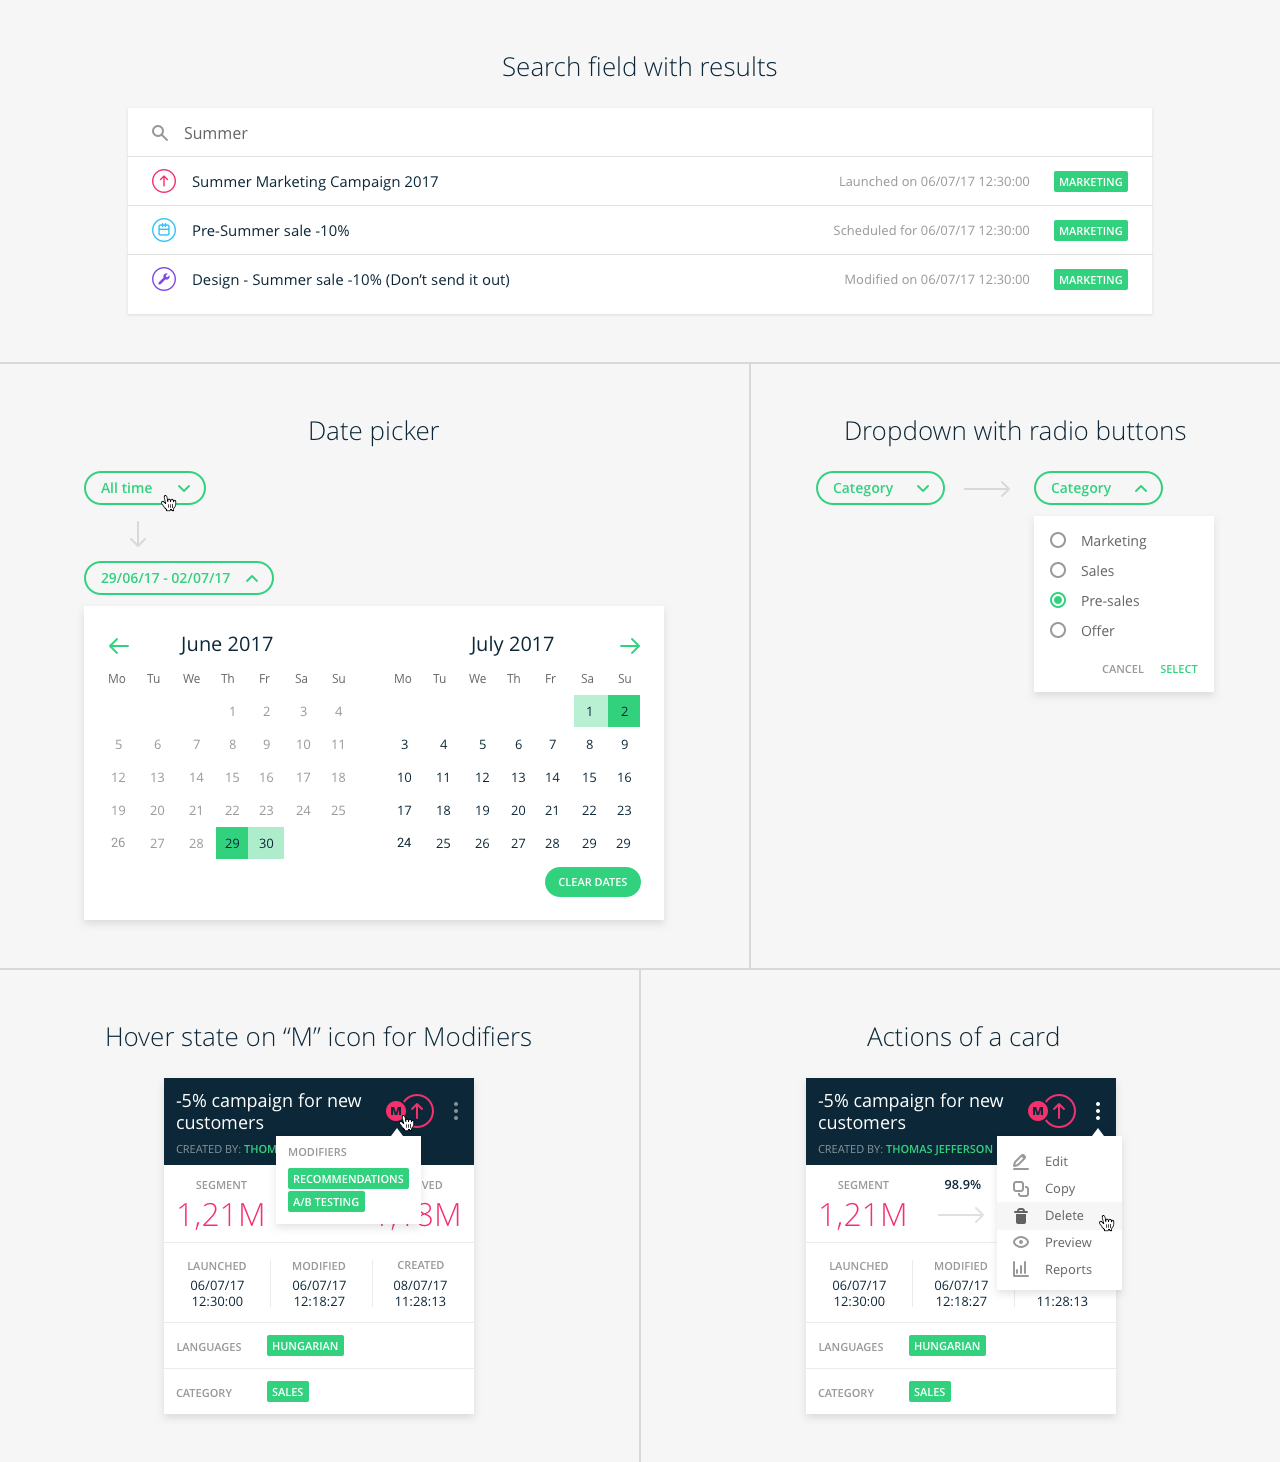 Search field with results
Summer
Summer Marketing Campaign 2017 Launched on 06/07/17 12:30:00 MARKETING
Pre-Summer sale -10% Scheduled for 06/07/17 12:30:00 MARKETING
Design - Summer sale -10% (Don't send it out) Modified on 06/07/17 12:30:00 MARKETING
Date picker
All time
29/06/17 - 02/07/17
June 2017 July 2017
Mo Tu We Th Fr Sa Su Mo Tu We Th Fr Sa Su
1 2 3 4 1 2
5 6 7 8 9 10 11 3 4 5 6 7 8 9
12 13 14 15 16 17 18 10 11 12 13 14 15 16
19 20 21 22 23 24 25 17 18 19 20 21 22 23
26 27 28 29 30 24 25 26 27 28 29 29
CLEAR DATES
Dropdown with radio buttons
Category Category
Marketing
Sales
Pre-sales
Offer
CANCEL SELECT
Hover state on “M” icon for Modifiers
-5% campaign for new
customers
M
CREATED BY: THOM
MODIFIERS
RECOMMENDATIONS
A/B TESTING
SEGMENT VED
1,21M 3M
LAUNCHED MODIFIED CREATED
06/07/17 06/07/17 08/07/17
12:30:00 12:18:27 11:28:13
LANGUAGES HUNGARIAN
CATEGORY SALES
Actions of a card
-5% campaign for new
customers
M
CREATED BY: THOMAS JEFFERSON
Edit
Copy
Delete
Preview
Reports
SEGMENT 98.9%
1,21M
LAUNCHED MODIFIED
06/07/17 06/07/17
12:30:00 12:18:27 11:28:13
LANGUAGES HUNGARIAN
CATEGORY SALES